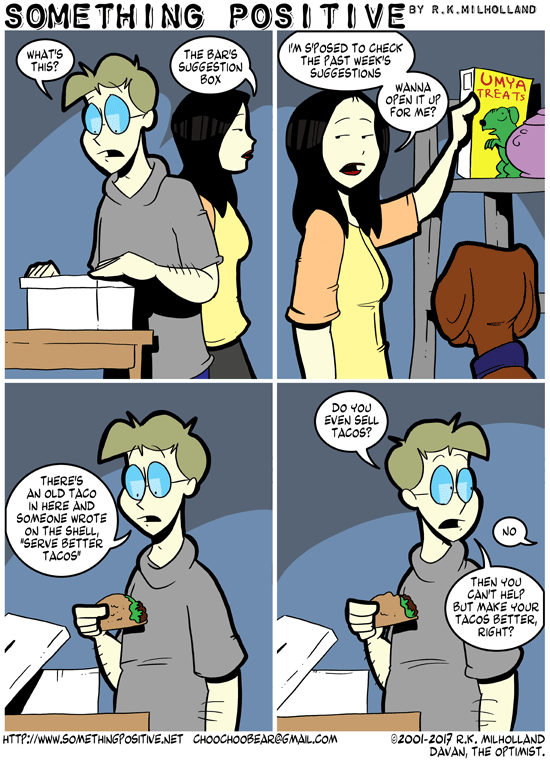 SOMETHING POSITIVE BY R.K.MILHOLLAND
WHAT'S
THIS?
THE BAR'S
SUGGESTION
BOX
I'M S'POSED TO CHECK
THE PAST WEEK'S
SUGGESTIONS
WANNA
OPEN IT UP
FOR ME?
UMYA
TREATS
THERE'S
AN OLD TACO
IN HERE AND
SOMEONE WROTE
ON THE SHELL,
"SERVE BETTER
TACOS"
DO YOU
EVEN SELL
TACOS?
NO
THEN YOU
CAN'T HELP
BUT MAKE YOUR
TACOS BETTER,
RIGHT?
HTTP://WWW.SOMETHINGPOSITIVE.NET CHOOCHOOBEAR@GMAIL.COM
©2001-2017 R.K. MILHOLLAND
DAVAN, THE OPTIMIST.